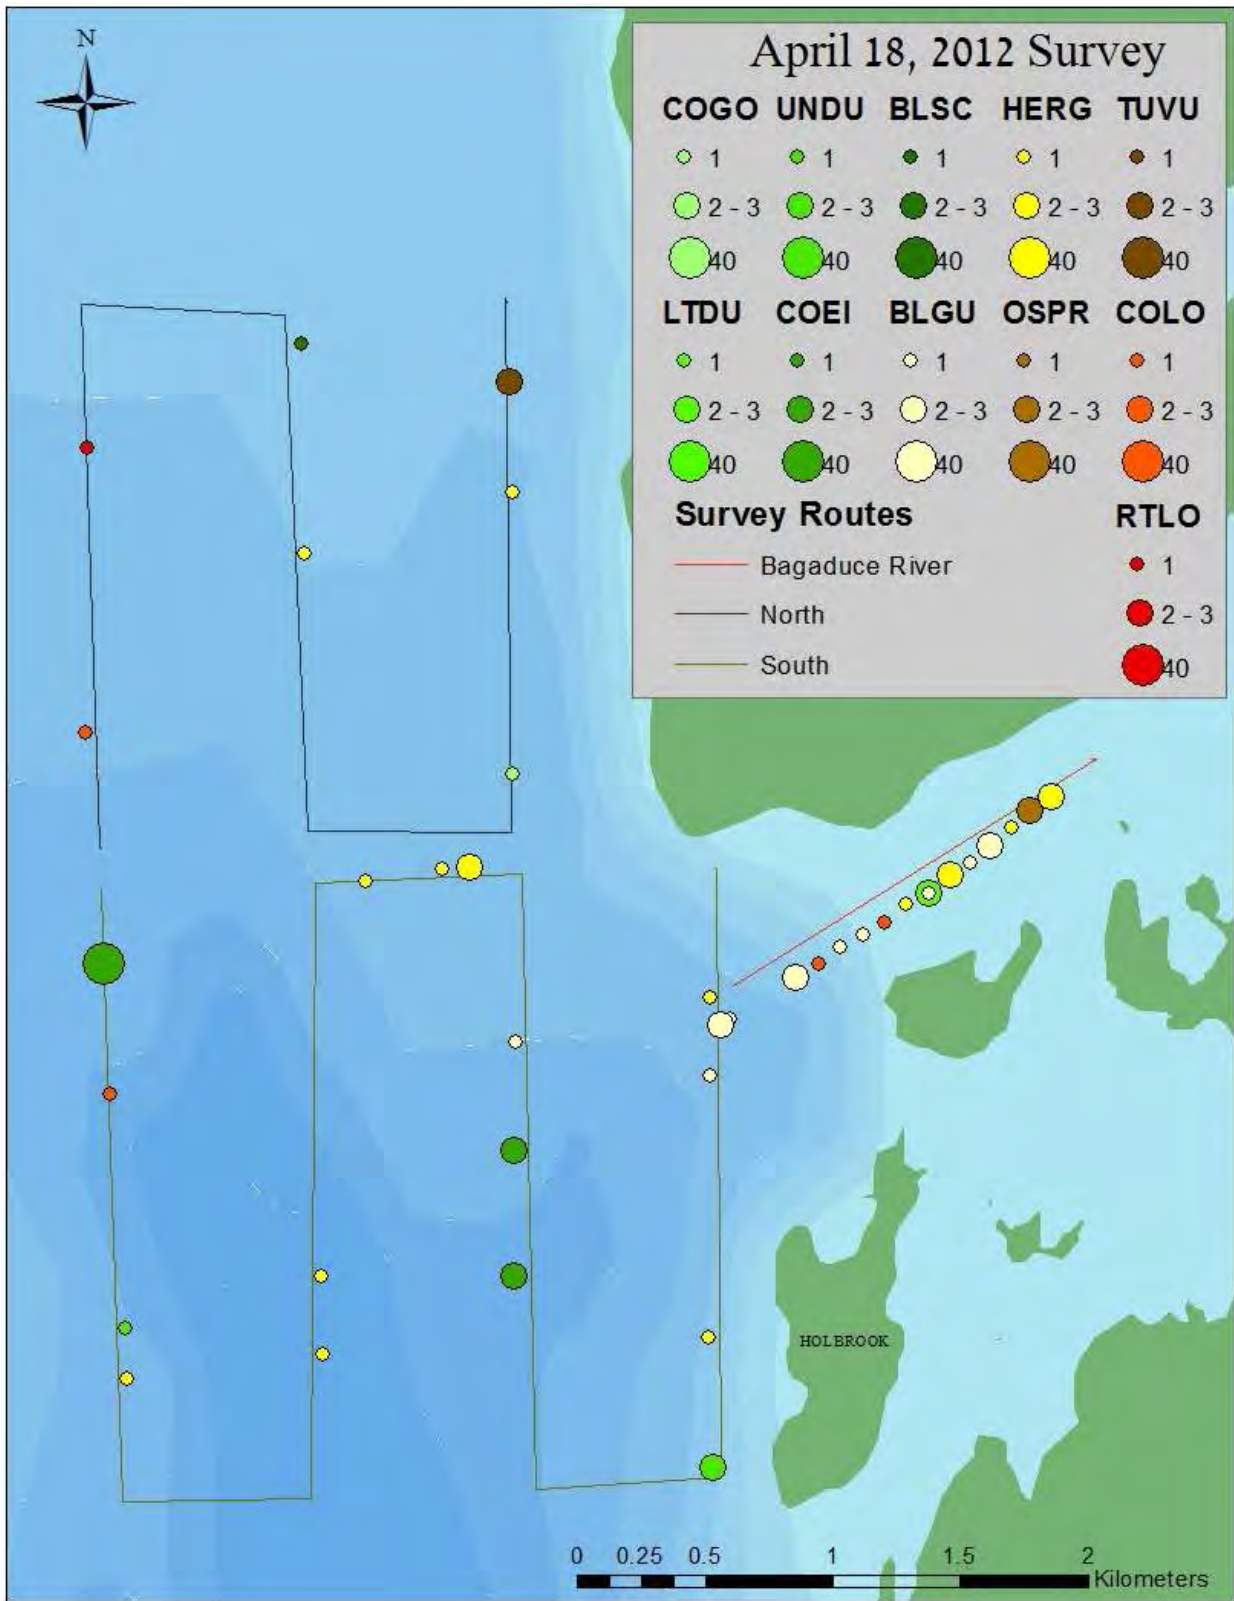 N
April 18, 2012 Survey
COGO UNDU BLSC HERG TUVU
1 1 1 1 1
2 - 3 2 - 3 2 - 3 2 - 3 2 - 3
40 40 40 40 40
LTDU COEI BLGU OSPR COLO
1 1 1 1 1
2 - 3 2 - 3 2 - 3 2 - 3 2 - 3
40 40 40 40 40
Survey Routes RTLO
Bagaduce River 1
North 2 - 3
South 40
HOLBROOK
0 0.25 0.5 1 1.5 2
Kilometers